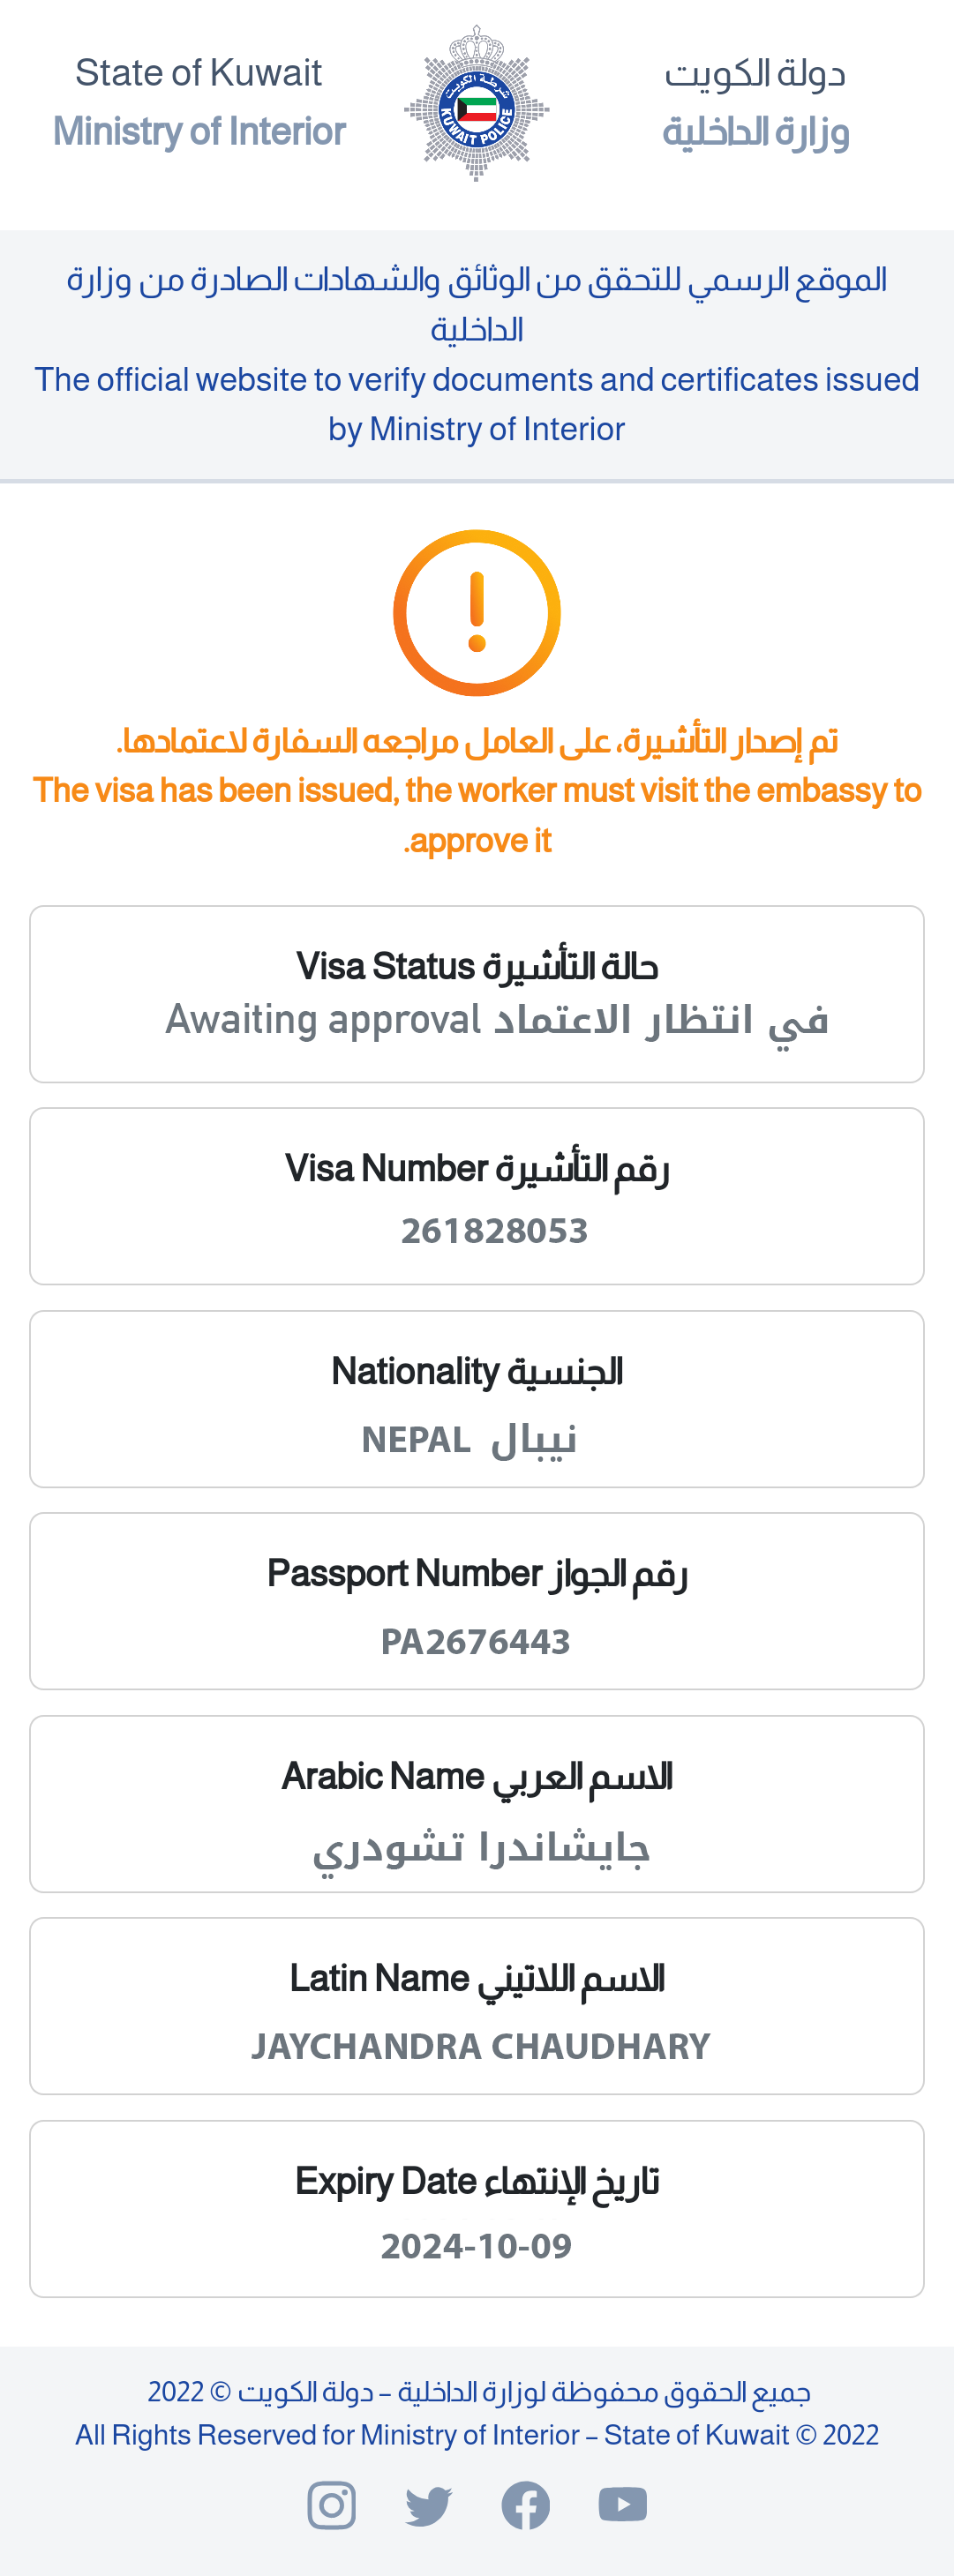 State of Kuwait
Ministry of Interior
شرطة الكويت
KUWAIT POLICE
دولة الكويت
وزارة الداخلية
الموقع الرسمي للتحقق من الوثائق والشهادات الصادرة من وزارة
الداخلية
The official website to verify documents and certificates issued
by Ministry of Interior
تم إصدار التأشيرة، على العامل مراجعه السفارة لاعتمادها.
The visa has been issued, the worker must visit the embassy to
.approve it
Visa Status حالة التأشيرة
Awaiting approval في انتظار الاعتماد
Visa Number رقم التأشيرة
261828053
Nationality الجنسية
NEPAL نيبال
Passport Number رقم الجواز
PA2676443
Arabic Name الاسم العربي
جايشاندرا تشودري
Latin Name الاسم اللاتيني
JAYCHANDRA CHAUDHARY
Expiry Date تاريخ الإنتهاء
2024-10-09
جميع الحقوق محفوظة لوزارة الداخلية – دولة الكويت © 2022
All Rights Reserved for Ministry of Interior – State of Kuwait © 2022